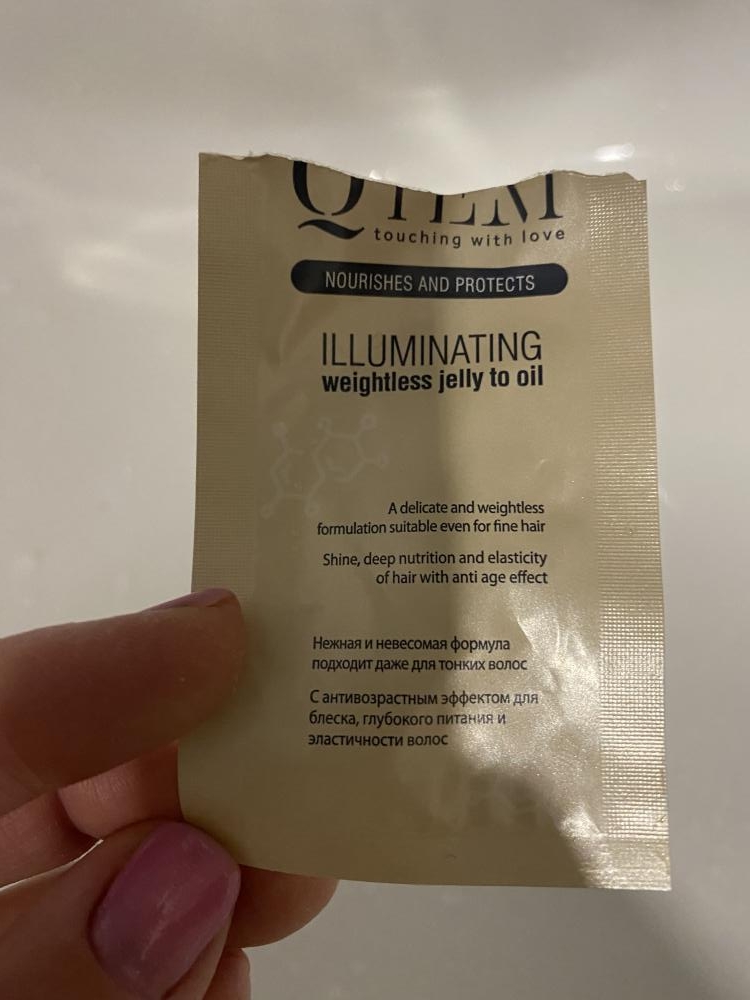 QTEM
touching with love
NOURISHES AND PROTECTS
ILLUMINATING
weightless jelly to oil
A delicate and weightless
formulation suitable even for fine hair
Shine, deep nutrition and elasticity
of hair with anti age effect
Нежная и невесомая формула
подходит даже для тонких волос
С антивозрастным эффектом для
блеска, глубокого питания и
эластичности волос